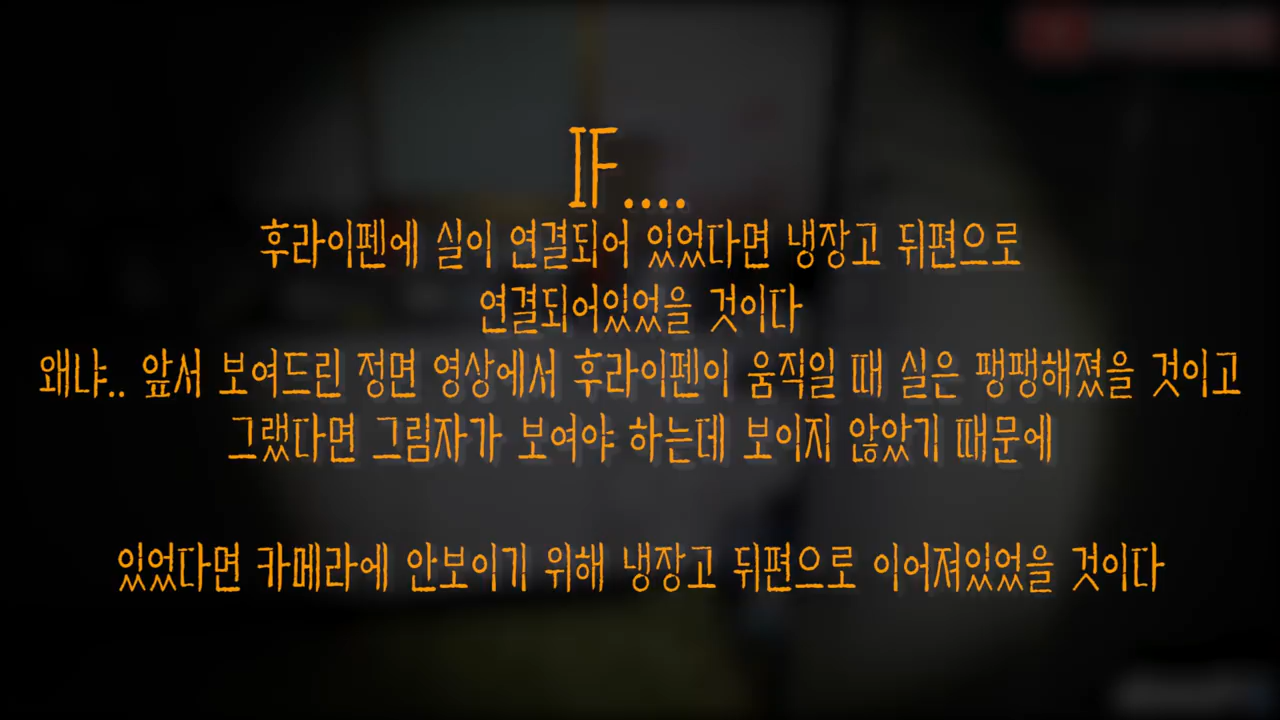 IF....
후라이펜에 실이 연결되어 있었다면 냉장고 뒤편으로
연결되어있었을 것이다
왜냐.. 앞서 보여드린 정면 영상에서 후라이펜이 움직일 때 실은 팽팽해졌을 것이고
그랬다면 그림자가 보여야 하는데 보이지 않았기 때문에
있었다면 카메라에 안보이기 위해 냉장고 뒤편으로 이어져있었을 것이다